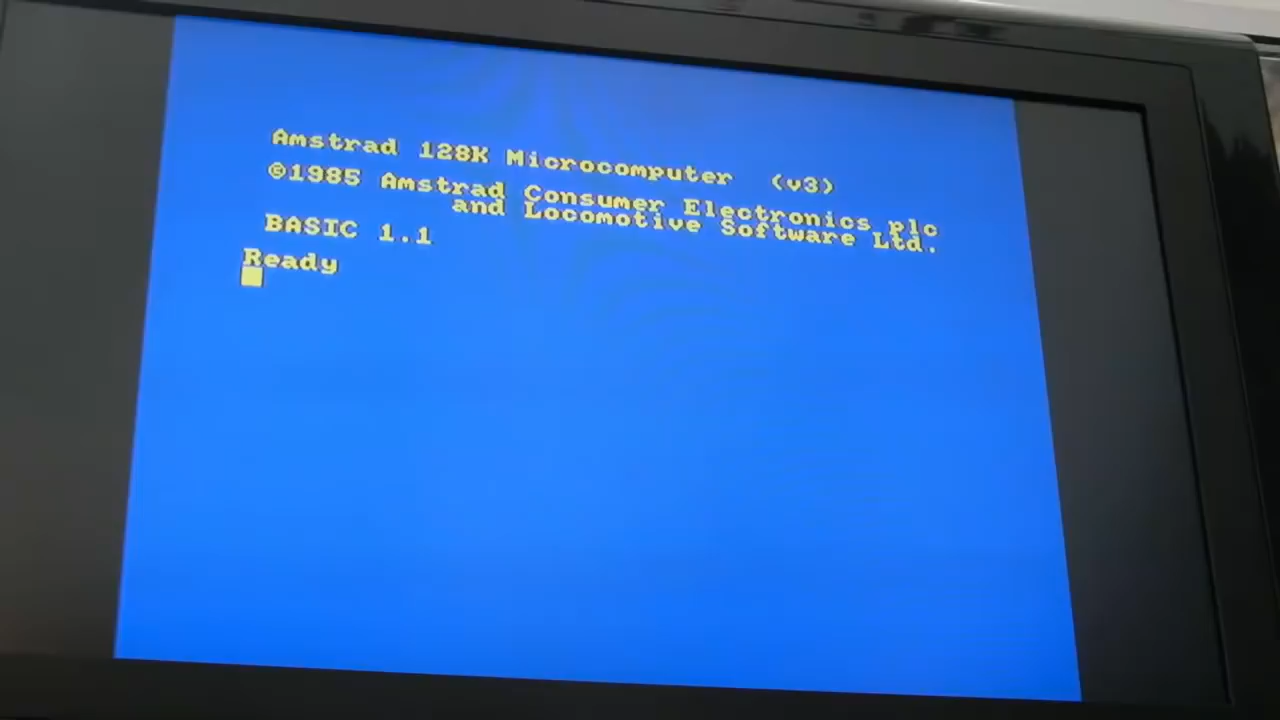 Amstrad 128K Microcomputer (v3)
©1985 Amstrad Consumer Electronics plc
and Locomotive Software Ltd.
BASIC 1.1
Ready